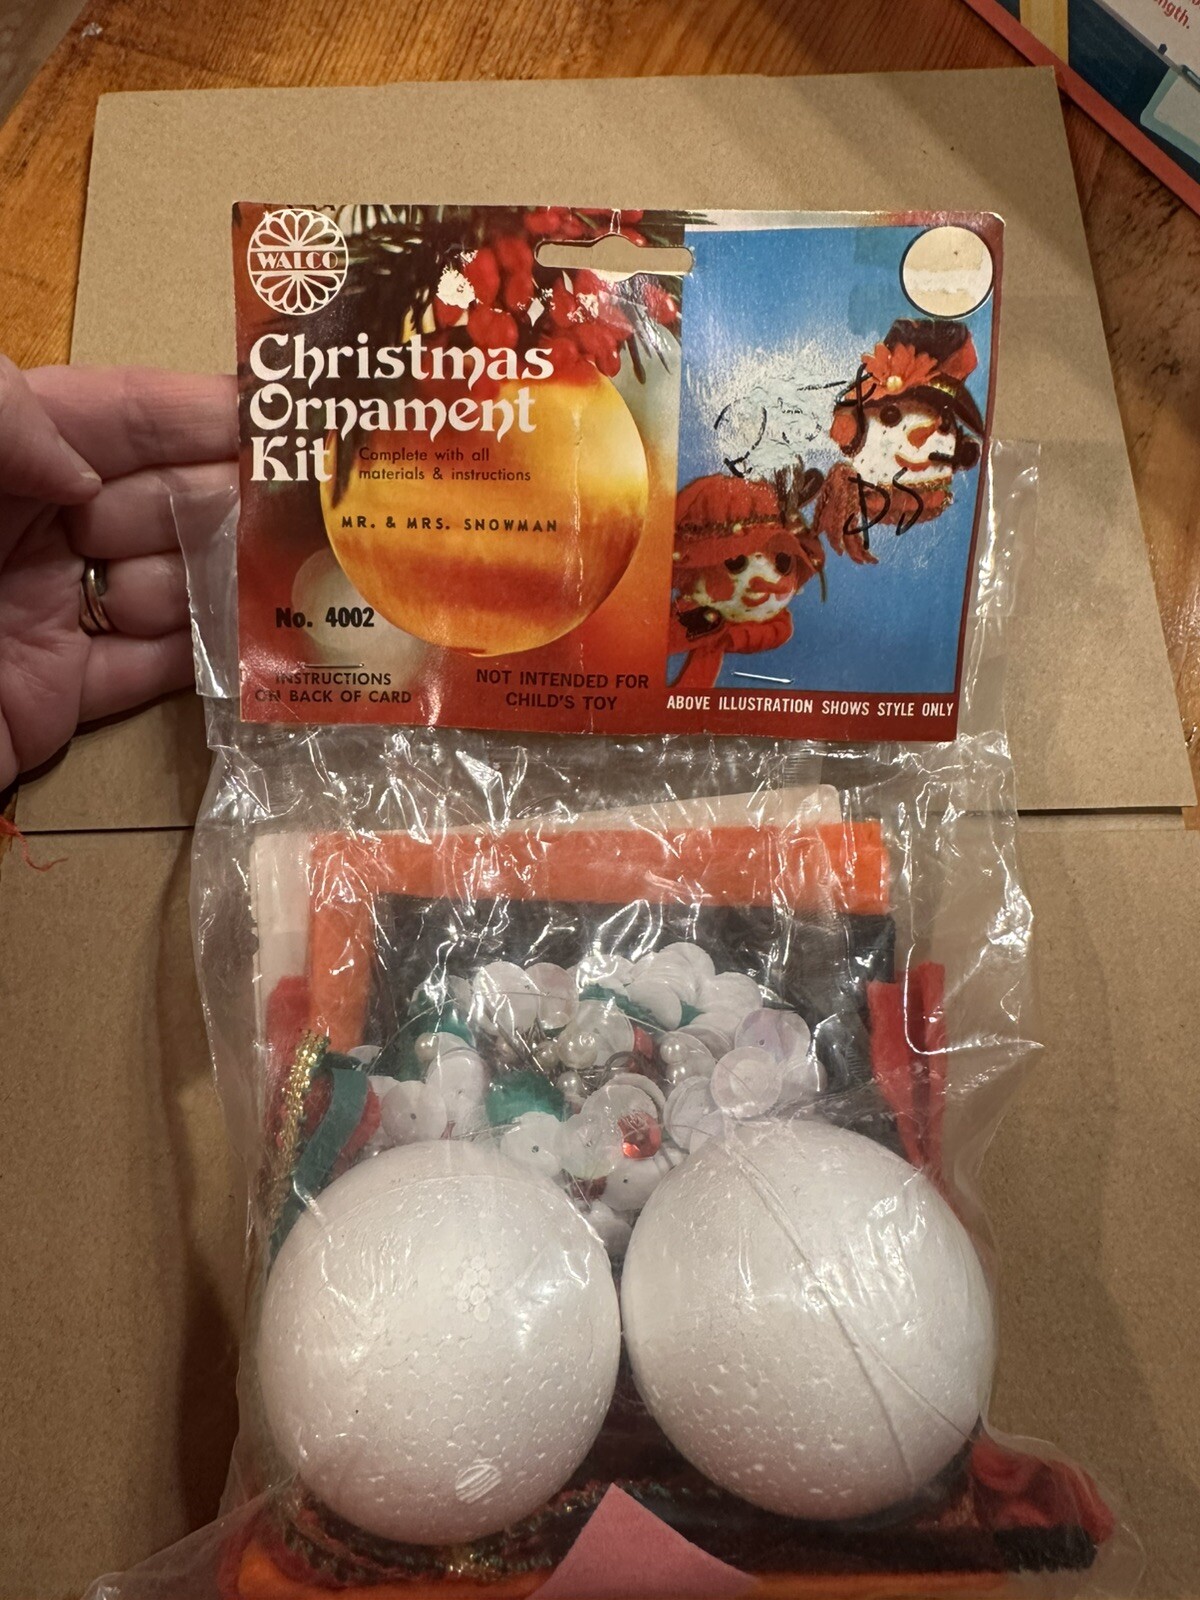 WALCO
Christmas
Ornament
Kit
Complete with all
materials & instructions
MR. & MRS. SNOWMAN
No. 4002
INSTRUCTIONS
ON BACK OF CARD
NOT INTENDED FOR
CHILD'S TOY
ABOVE ILLUSTRATION SHOWS STYLE ONLY